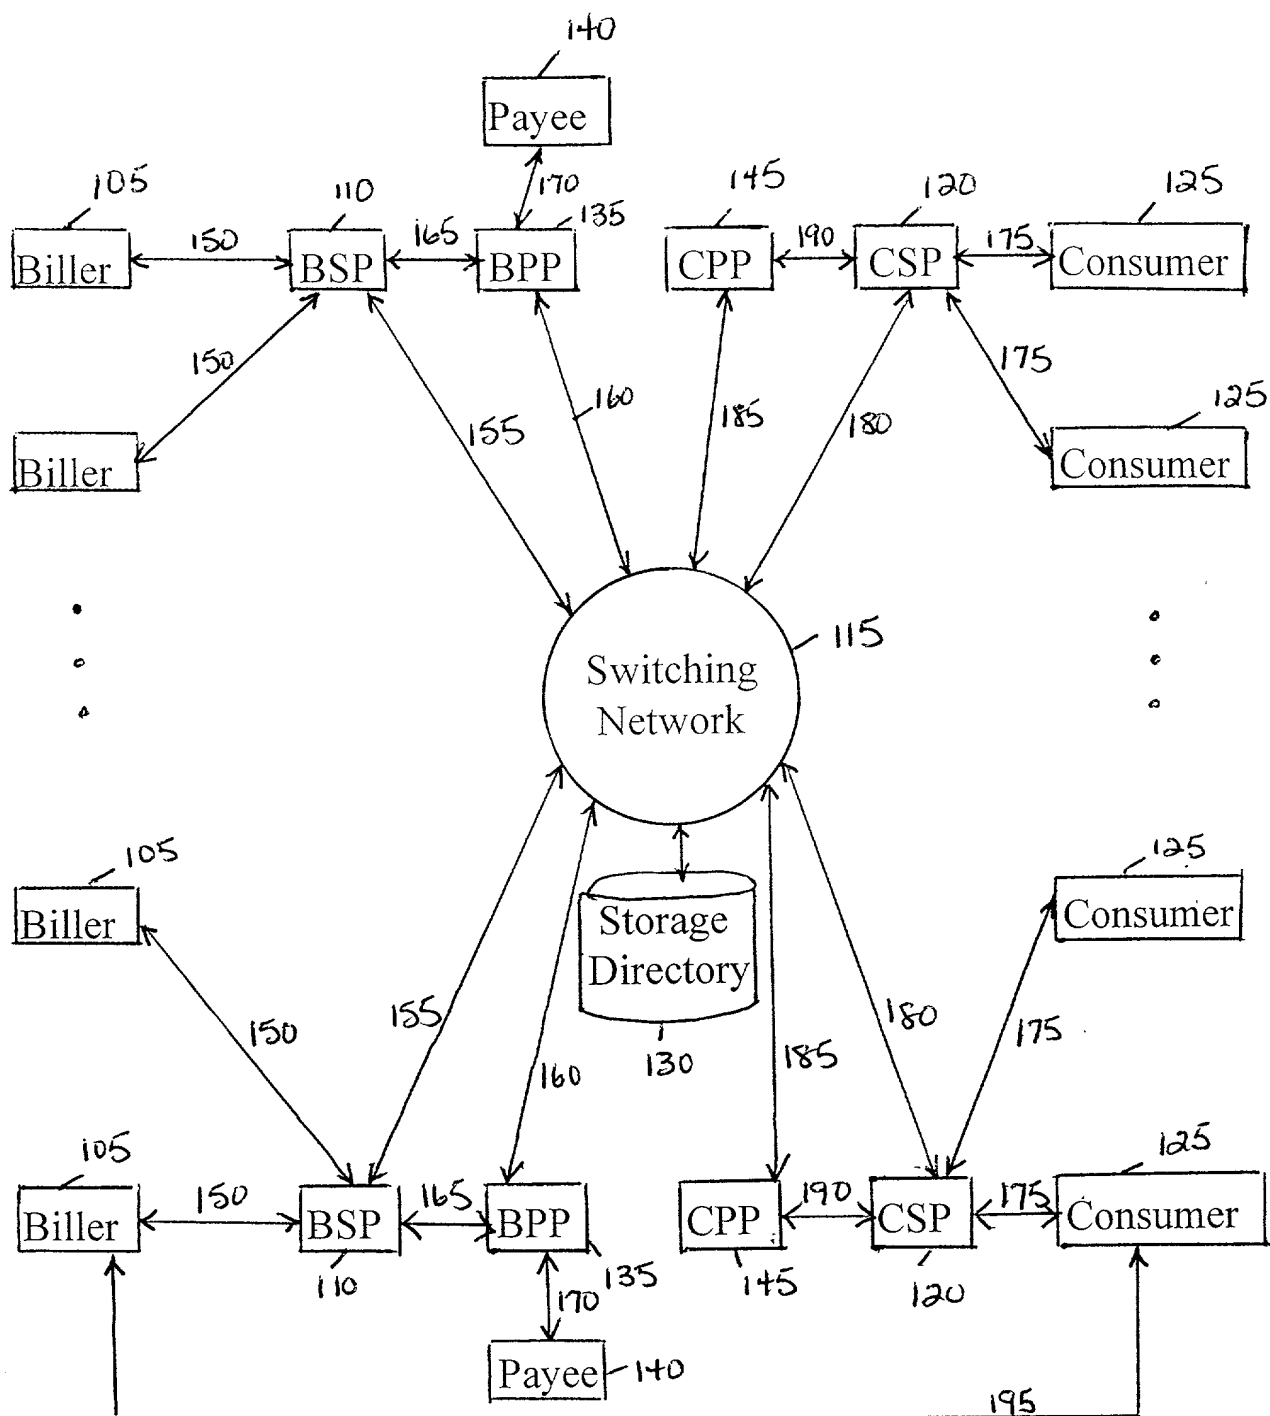 140
Payee
105
110
170
135
145
120
125
Biller
150
BSP
165
BPP
CPP
190
CSP
175
Consumer
150
155
160
185
180
175
125
Biller
Consumer
115
Switching
Network
105
125
Biller
Storage
Directory
Consumer
150
155
160
130
185
180
175
105
125
Biller
150
BSP
165
BPP
CPP
190
CSP
175
Consumer
110
170
135
145
120
Payee
140
195